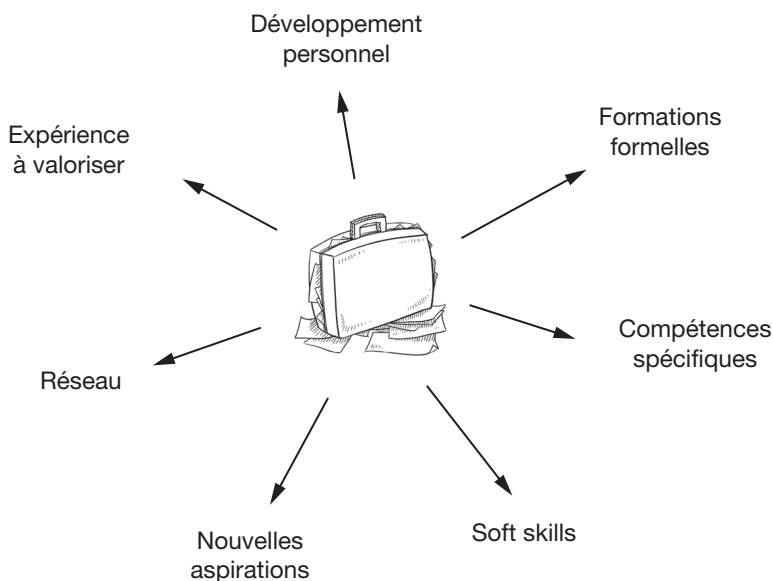 Développement
personnel
Formations
formelles
Expérience
à valoriser
Compétences
spécifiques
Réseau
Soft skills
Nouvelles
aspirations